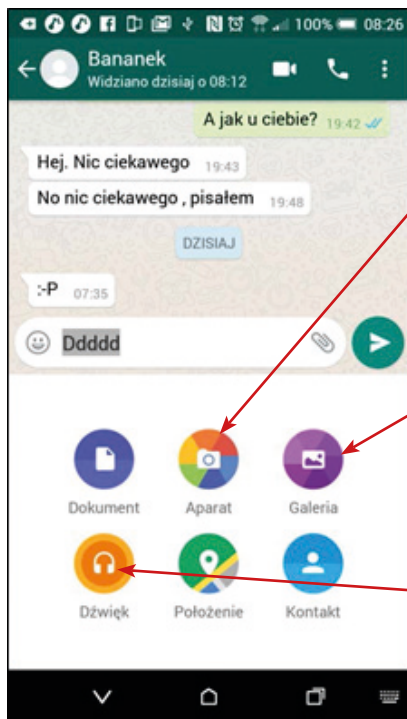 100% 08:26
Bananek
Widziano dzisiaj o 08:12
A jak u ciebie? 19:42
Hej. Nic ciekawego 19:43
No nic ciekawego , pisałem 19:48
DZISIAJ
:-P 07:35
Ddddd
Dokument Aparat Galeria
Dźwięk Położenie Kontakt